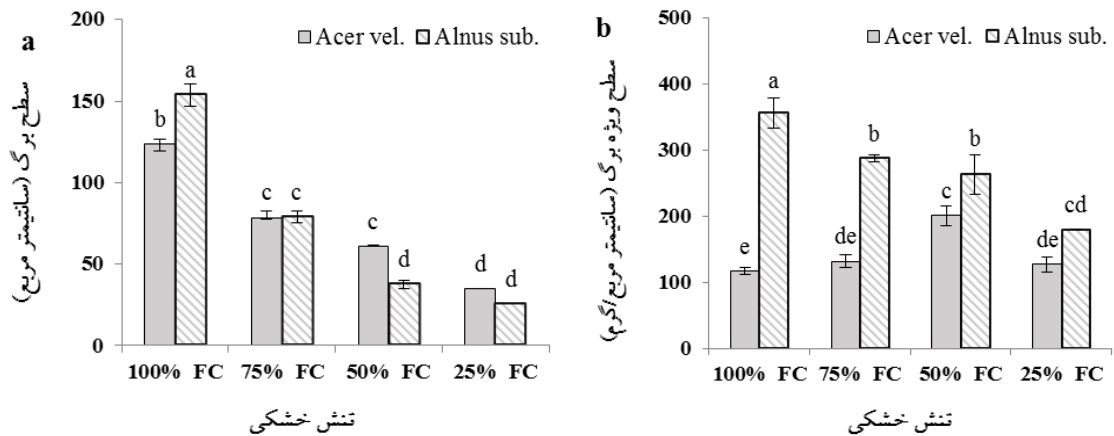 a
Acer vel. Alnus sub.
سطح برگ (سانتیمتر مربع)
200
150
100
50
0
b a
c c
c d
d d
100% FC 75% FC 50% FC 25% FC
تنش خشکی
b
Acer vel. Alnus sub.
سطح ویژه برگ (سانتیمتر مربع/گرم)
500
400
300
200
100
0
e a
de b
c b
de cd
100% FC 75% FC 50% FC 25% FC
تنش خشکی